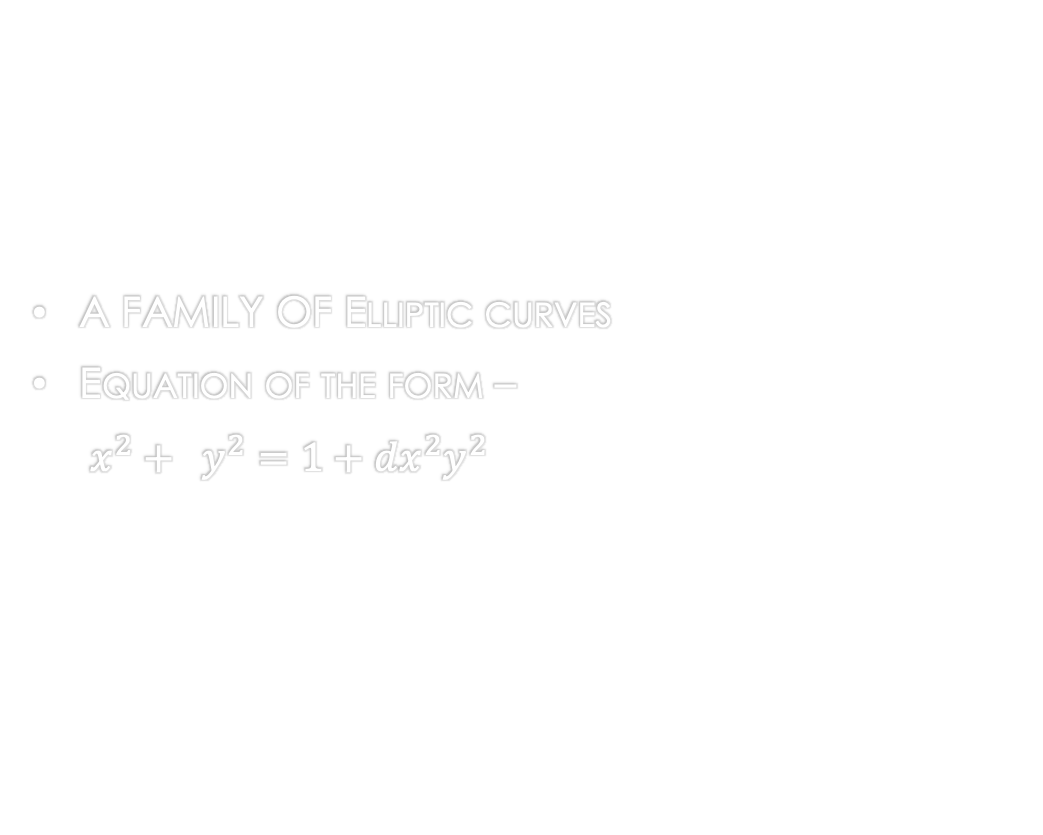 • A FAMILY OF ELLIPTIC CURVES
• EQUATION OF THE FORM –
x² + y² = 1 + dx²y²